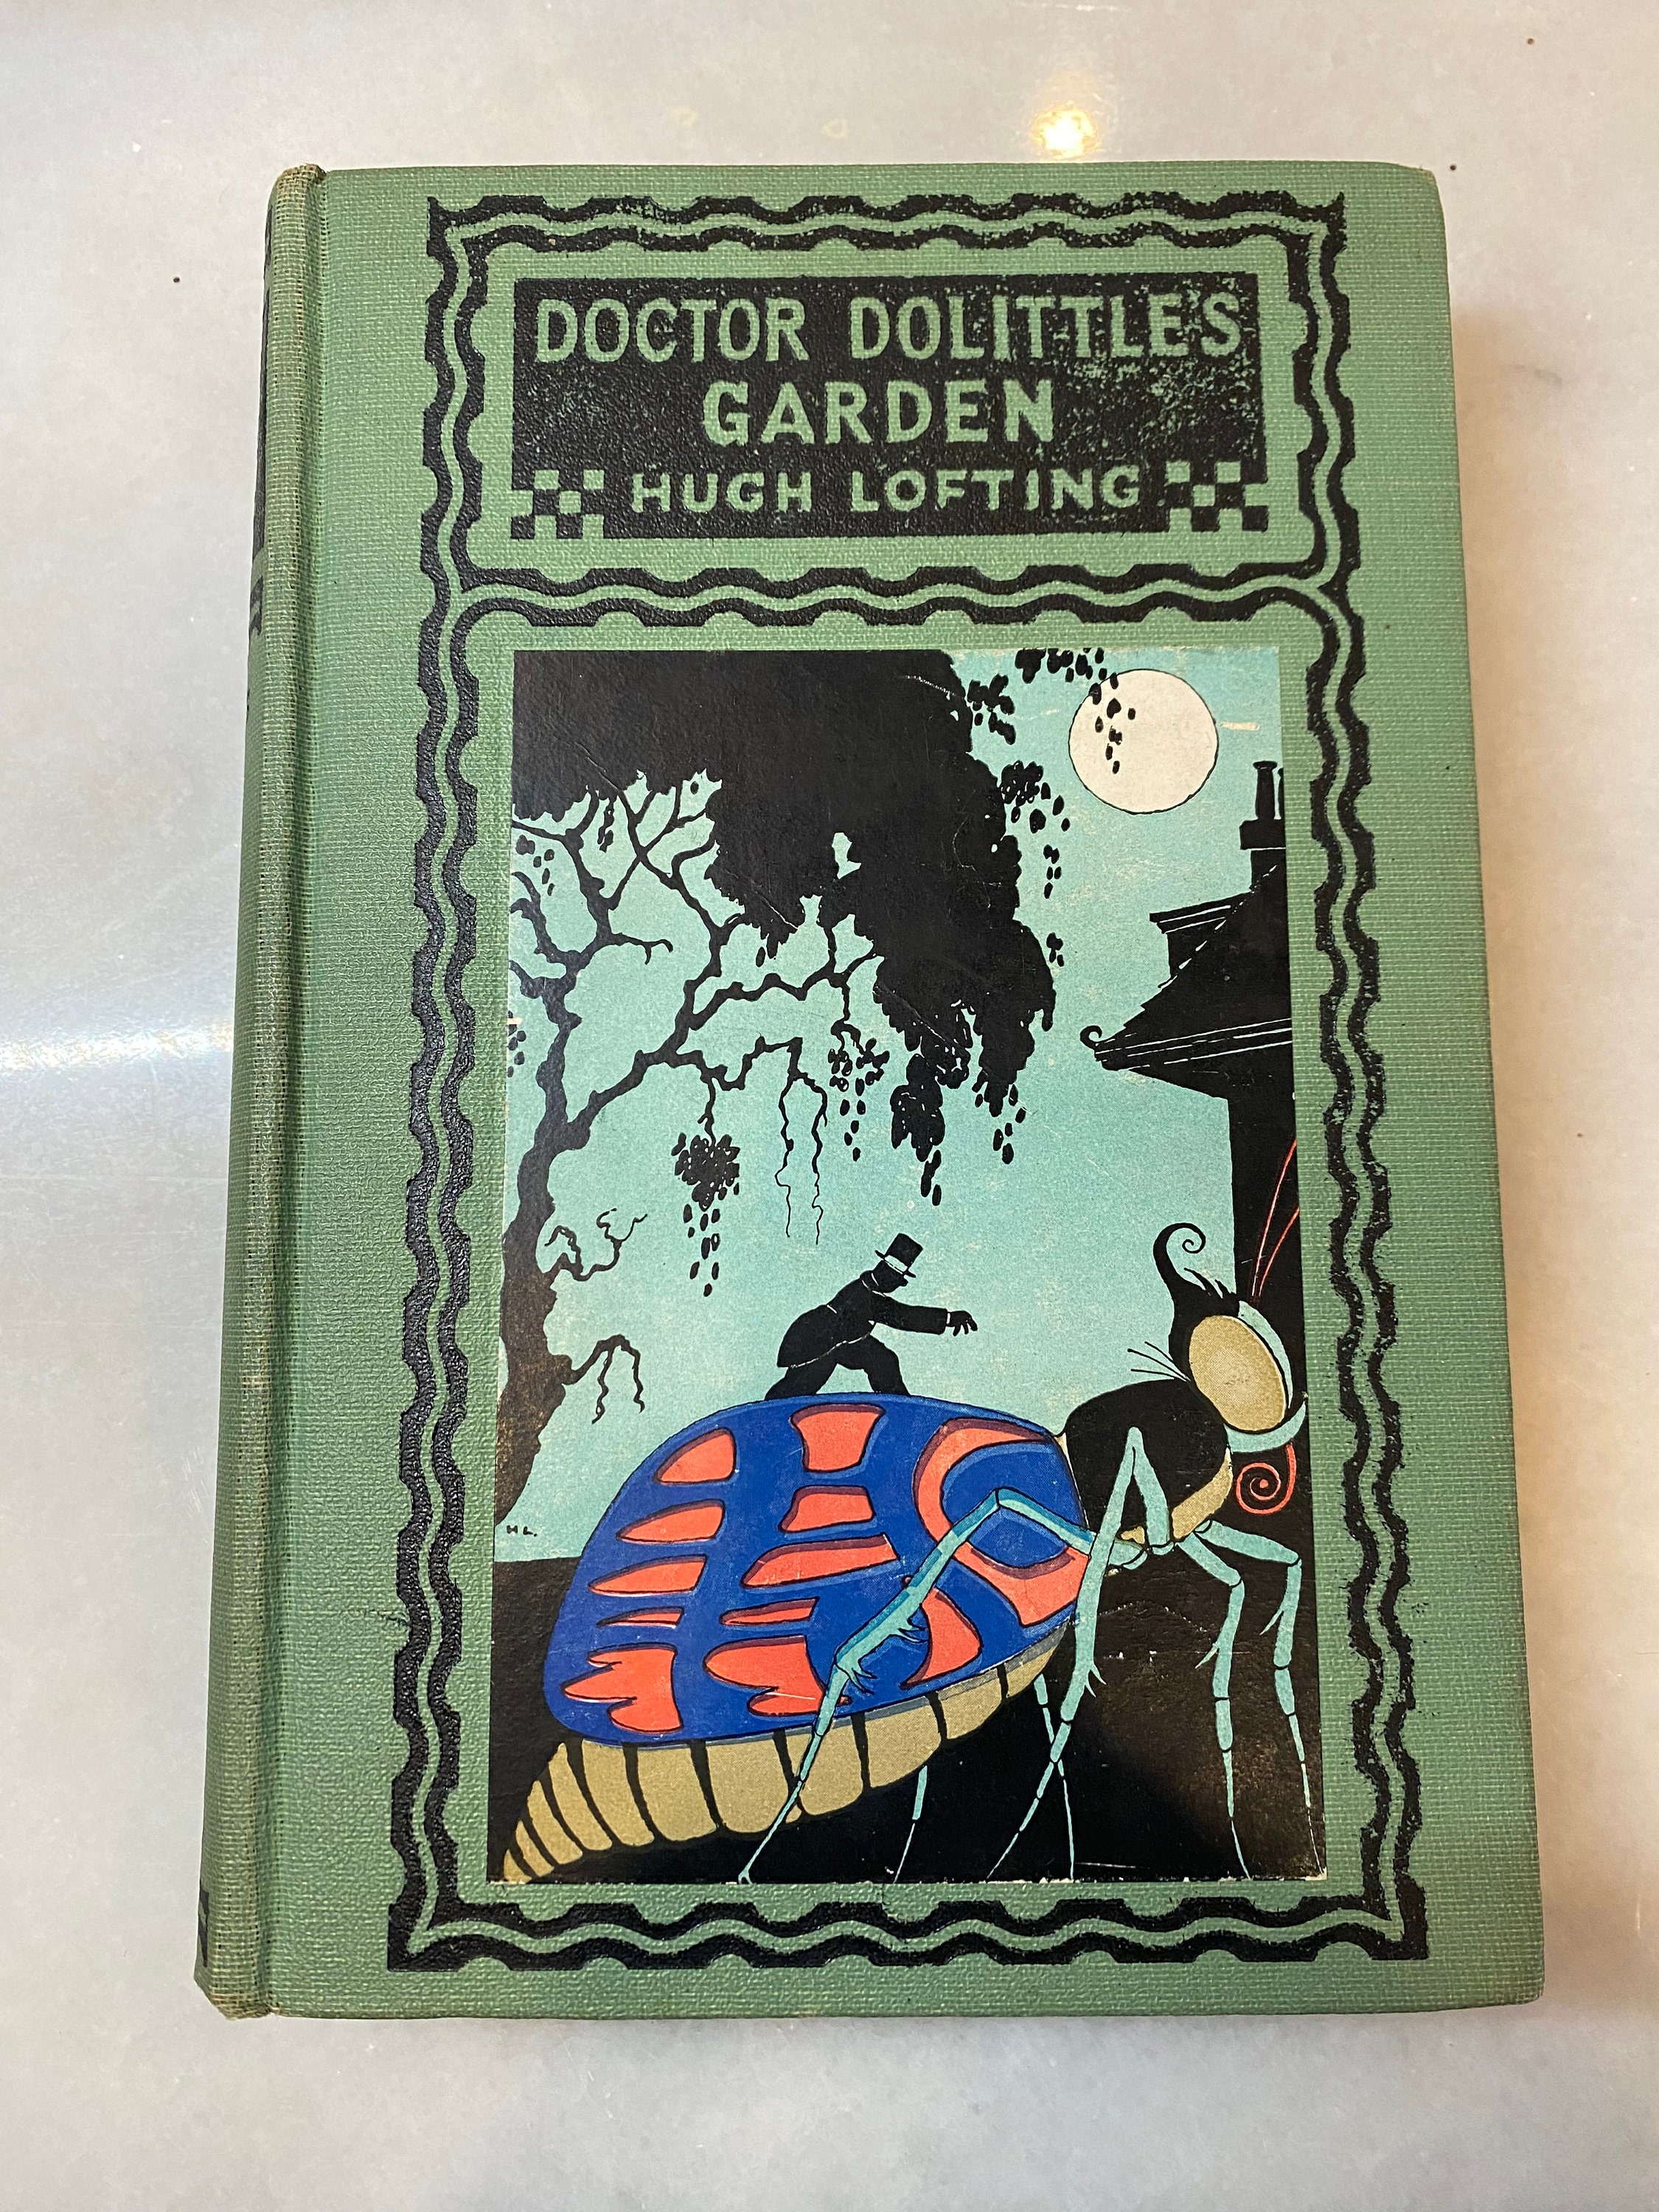 DOCTOR DOLITTLE'S
GARDEN
HUGH LOFTING
H L.